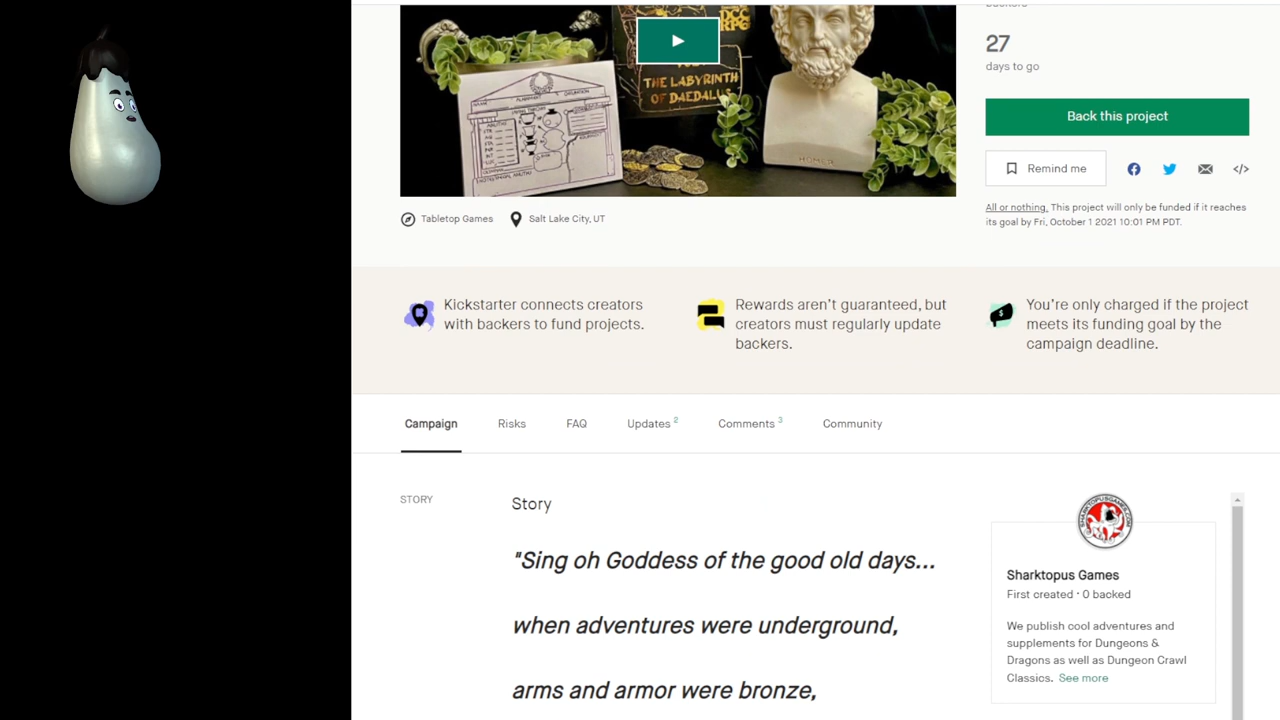 backers
RPG
THE LABYRINTH
OF DAEDALUS
HOMER
27
days to go
Back this project
Remind me
All or nothing. This project will only be funded if it reaches
its goal by Fri, October 1 2021 10:01 PM PDT.
Tabletop Games
Salt Lake City, UT
Kickstarter connects creators
with backers to fund projects.
Rewards aren't guaranteed, but
creators must regularly update
backers.
You're only charged if the project
meets its funding goal by the
campaign deadline.
Campaign
Risks
FAQ
Updates 2
Comments 3
Community
STORY
Story
"Sing oh Goddess of the good old days...
when adventures were underground,
arms and armor were bronze,
SHARKTOPUSGAMES.COM
Sharktopus Games
First created · 0 backed
We publish cool adventures and
supplements for Dungeons &
Dragons as well as Dungeon Crawl
Classics. See more